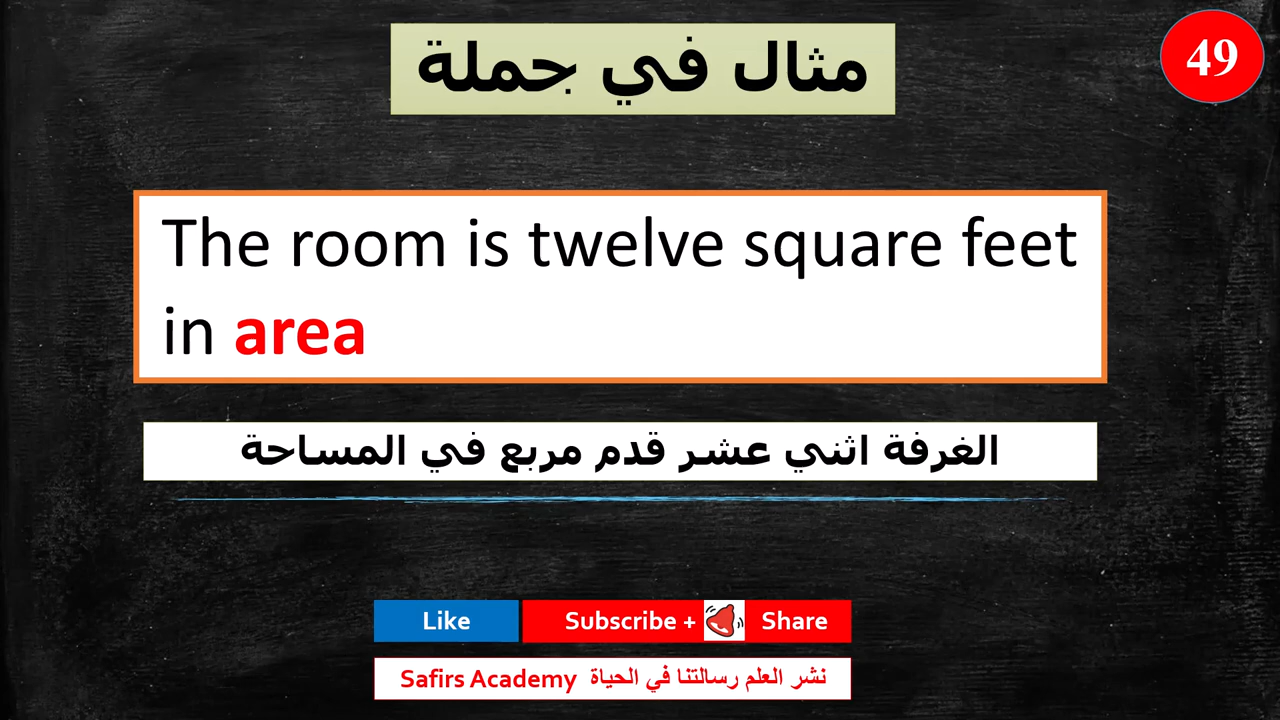 مثال في جملة
49
The room is twelve square feet
in area
الغرفة اثني عشر قدم مربع في المساحة
Like
Subscribe + Share
Safirs Academy نشر العلم رسالتنا في الحياة